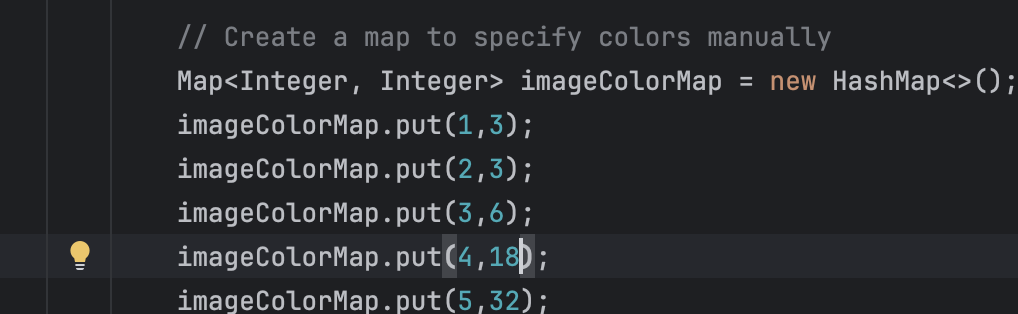 // Create a map to specify colors manually
Map<Integer, Integer> imageColorMap = new HashMap<>();
imageColorMap.put(1,3);
imageColorMap.put(2,3);
imageColorMap.put(3,6);
imageColorMap.put(4,18);
imageColorMap.put(5,32);